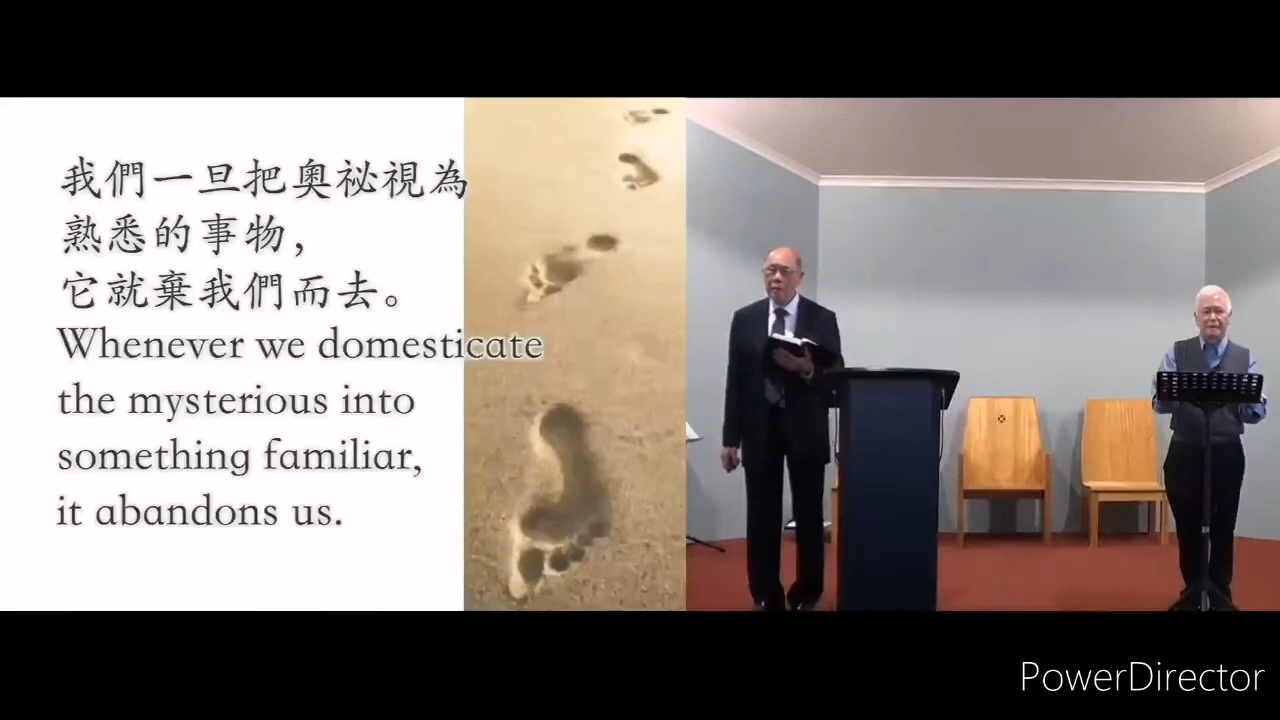 我們一旦把奧祕視為
熟悉的事物，
它就棄我們而去。
Whenever we domesticate
the mysterious into
something familiar,
it abandons us.
PowerDirector